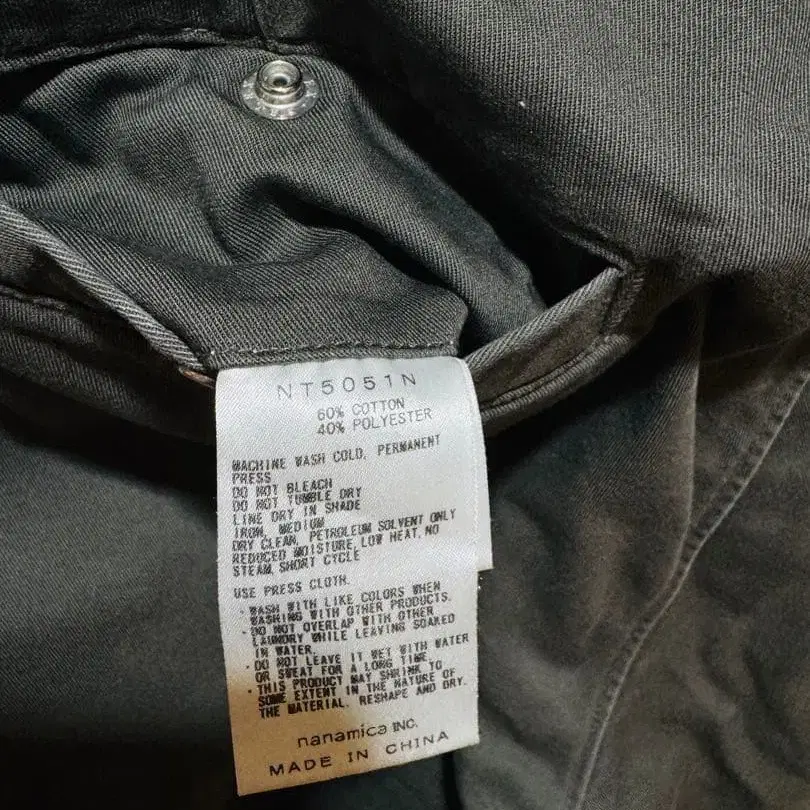 NT5051N
60% COTTON
40% POLYESTER
MACHINE WASH COLD, PERMANENT
PRESS
DO NOT BLEACH
DO NOT TUMBLE DRY
LINE DRY IN SHADE
IRON, MEDIUM
DRY CLEAN, PETROLEUM SOLVENT ONLY
REDUCED MOISTURE, LOW HEAT, NO
STEAM, SHORT CYCLE
USE PRESS CLOTH.
・WASH WITH LIKE COLORS WHEN
WASHING WITH OTHER PRODUCTS.
・DO NOT OVERLAP WITH OTHER
LAUNDRY WHILE LEAVING SOAKED
IN WATER.
・DO NOT LEAVE IT WET WITH WATER
OR SWEAT FOR A LONG TIME.
・THIS PRODUCT MAY SHRINK TO
SOME EXTENT IN THE NATURE OF
THE MATERIAL. RESHAPE AND DRY.
nanamica INC.
MADE IN CHINA